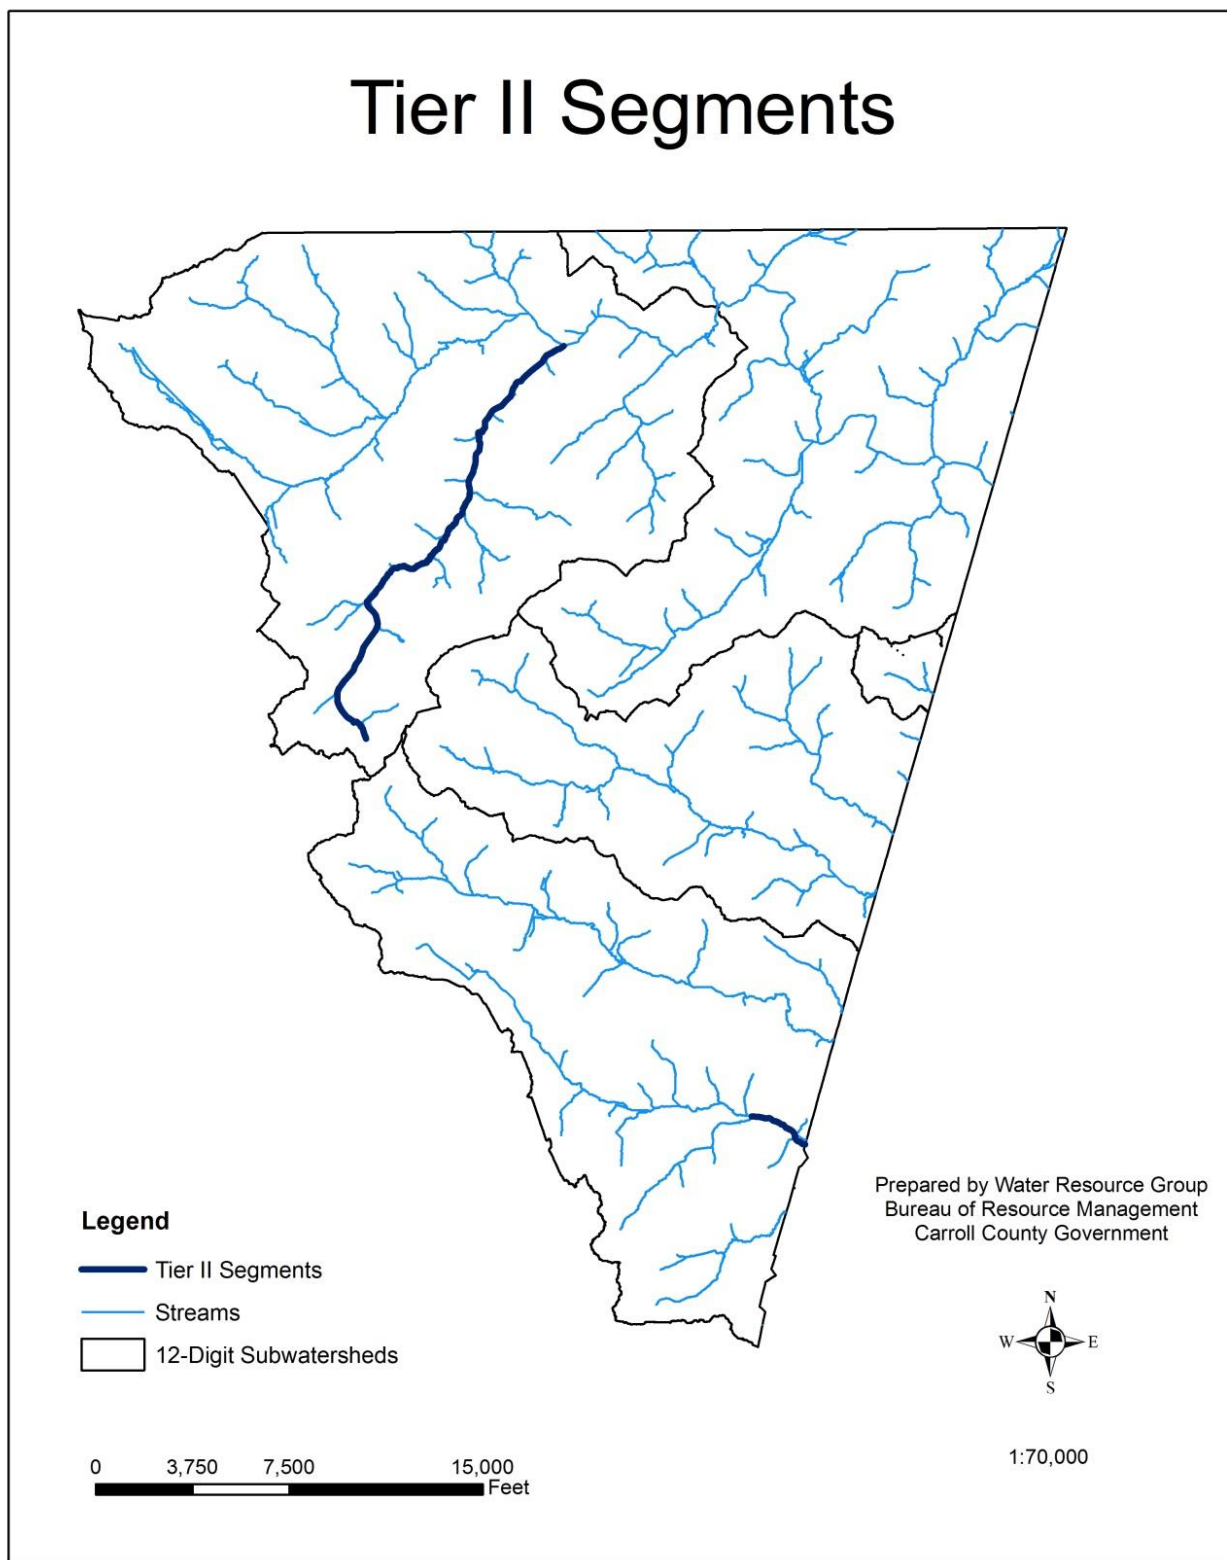 Tier II Segments
Prepared by Water Resource Group
Bureau of Resource Management
Carroll County Government
Legend
Tier II Segments
Streams
12-Digit Subwatersheds
N
W E
S
1:70,000
0 3,750 7,500 15,000
Feet